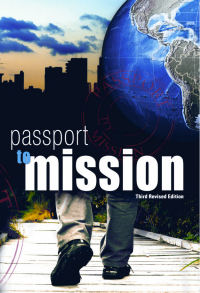 passport
to mission
Third Revised Edition